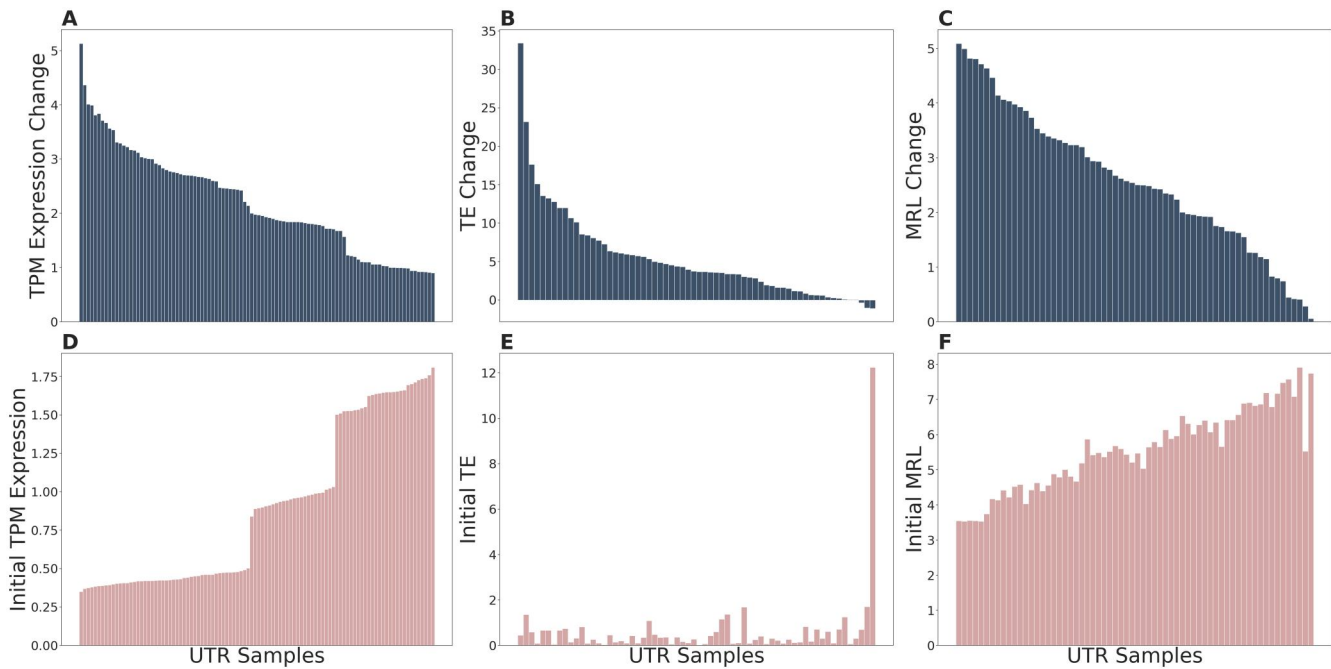 A
TPM Expression Change
5
4
3
2
1
0
B
TE Change
35
30
25
20
15
10
5
0
C
MRL Change
5
4
3
2
1
0
D
Initial TPM Expression
1.75
1.50
1.25
1.00
0.75
0.50
0.25
0.00
UTR Samples
E
Initial TE
12
10
8
6
4
2
0
UTR Samples
F
Initial MRL
8
7
6
5
4
3
2
1
0
UTR Samples